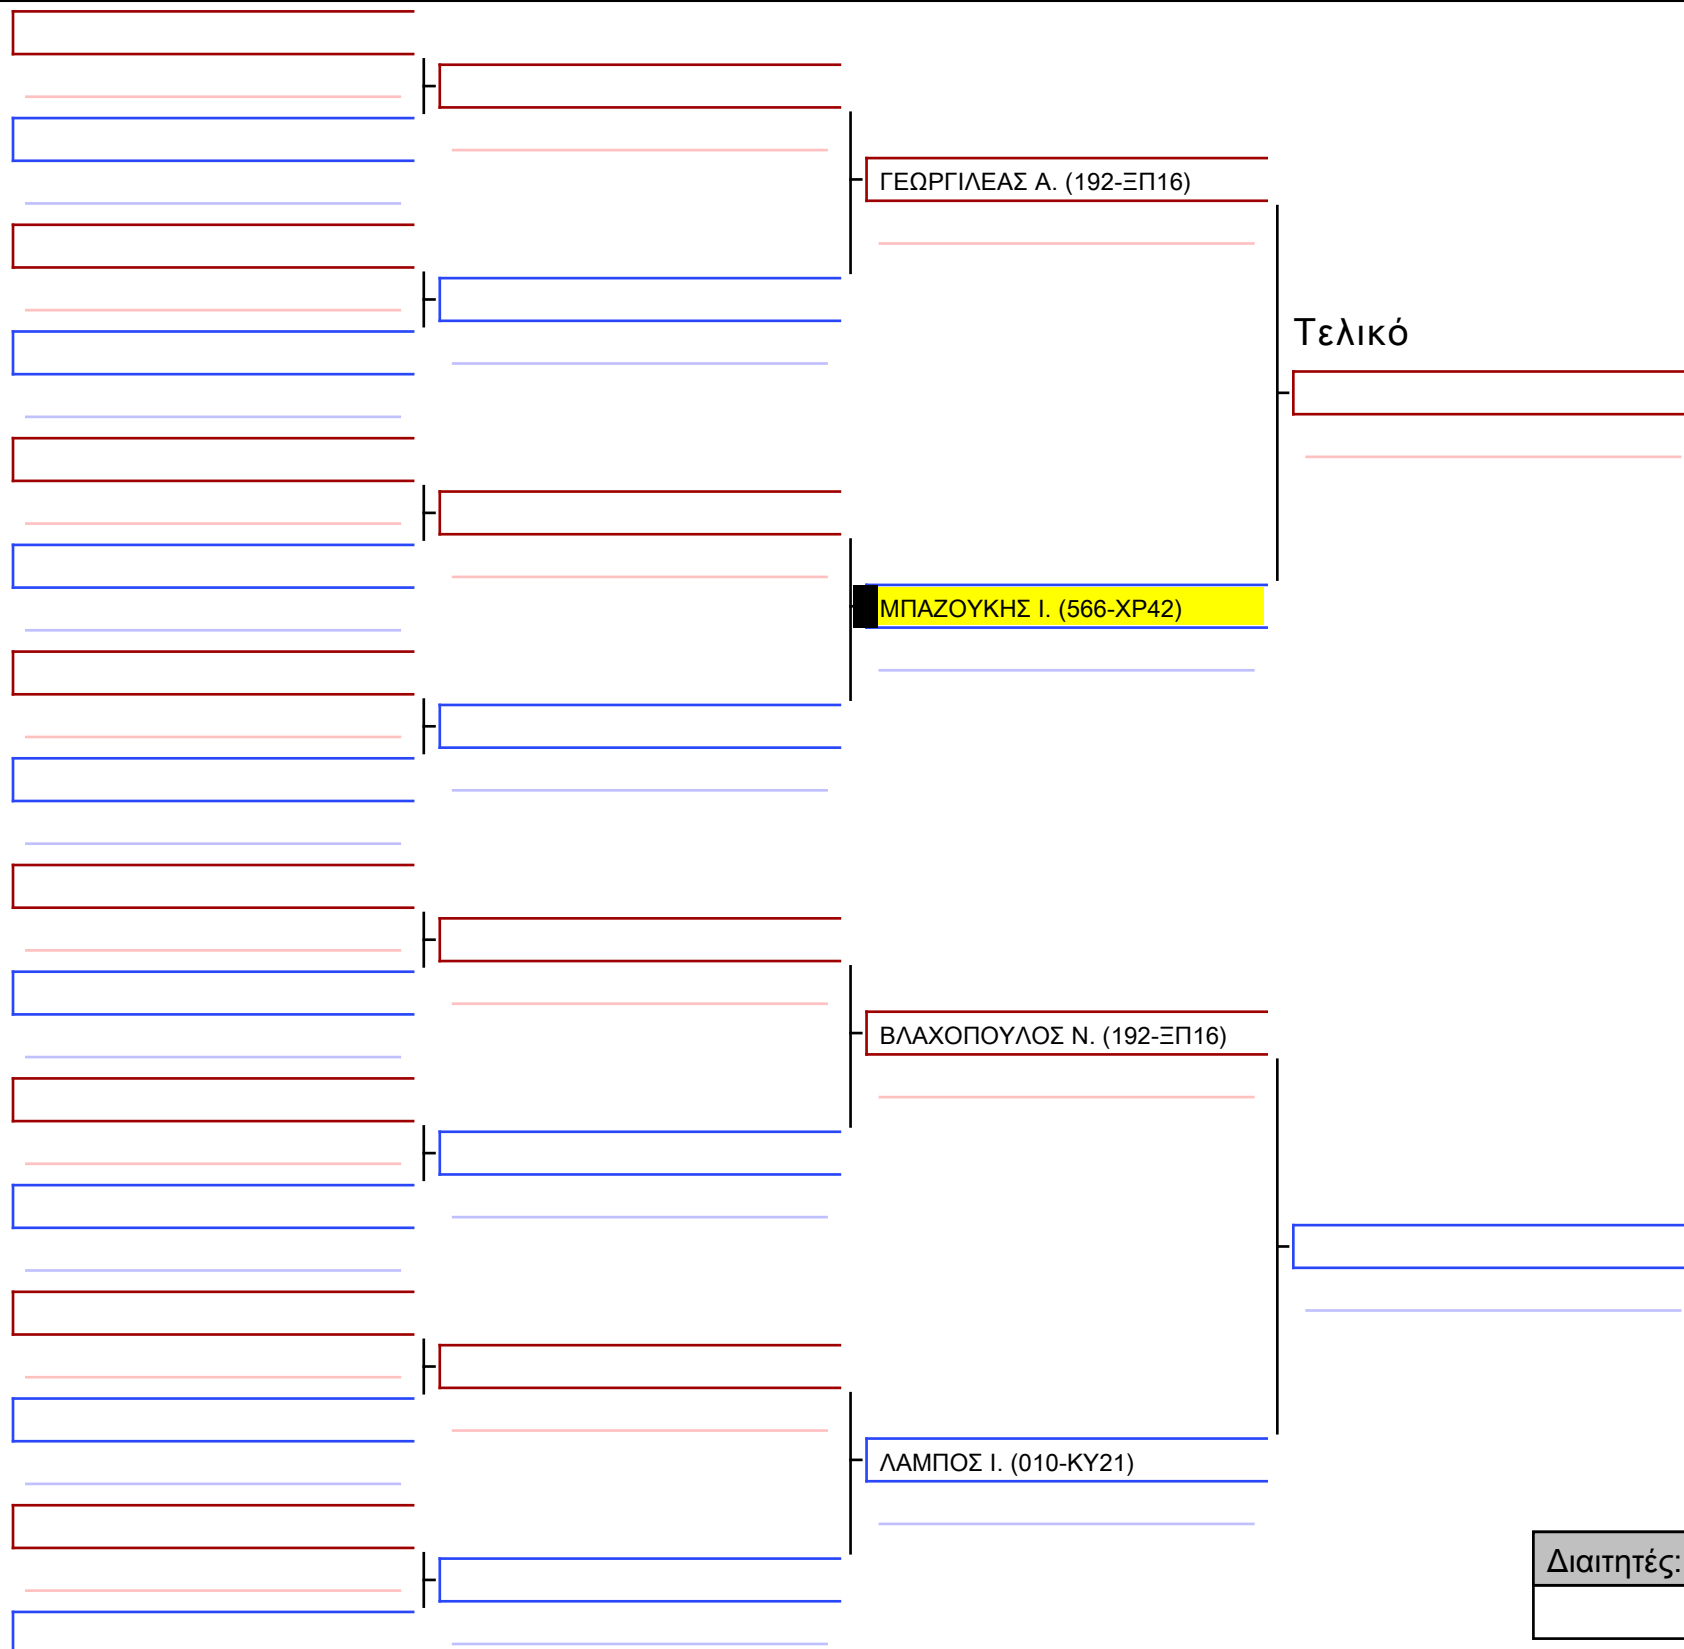 ΓΕΩΡΓΙΛΕΑΣ Α. (192-ΞΠ16)
Τελικό
ΜΠΑΖΟΥΚΗΣ Ι. (566-ΧΡ42)
ΒΛΑΧΟΠΟΥΛΟΣ Ν. (192-ΞΠ16)
ΛΑΜΠΟΣ Ι. (010-ΚΥ21)
Διαιτητές: